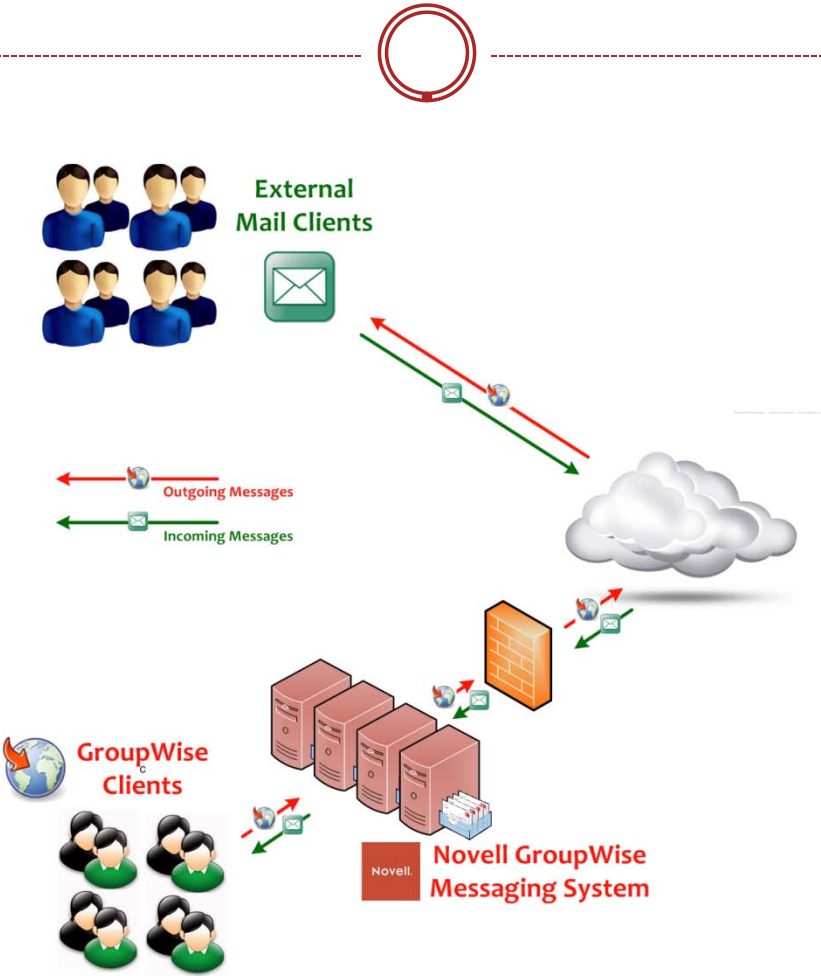 External
Mail Clients
Outgoing Messages
Incoming Messages
GroupWise
c
Clients
Novell.
Novell GroupWise
Messaging System